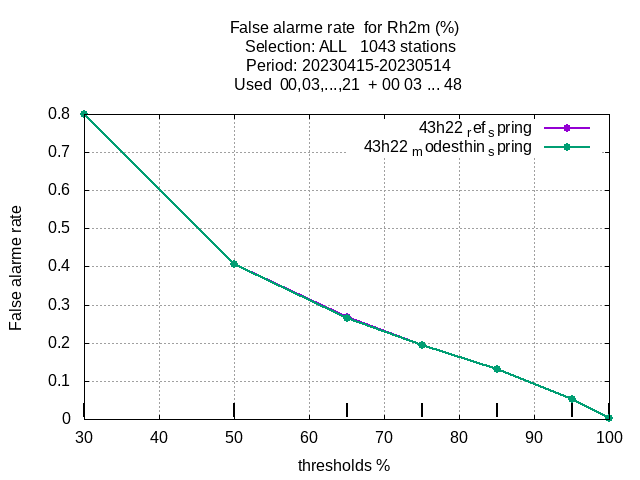 False alarme rate  for Rh2m (%)
Selection: ALL   1043 stations
Period: 20230415-20230514
Used  00,03,...,21  + 00 03 ... 48
43h22 ref spring
43h22 modesthin spring
0.8
0.7
0.6
0.5
0.4
0.3
0.2
0.1
0
False alarme rate
30 40 50 60 70 80 90 100
thresholds %